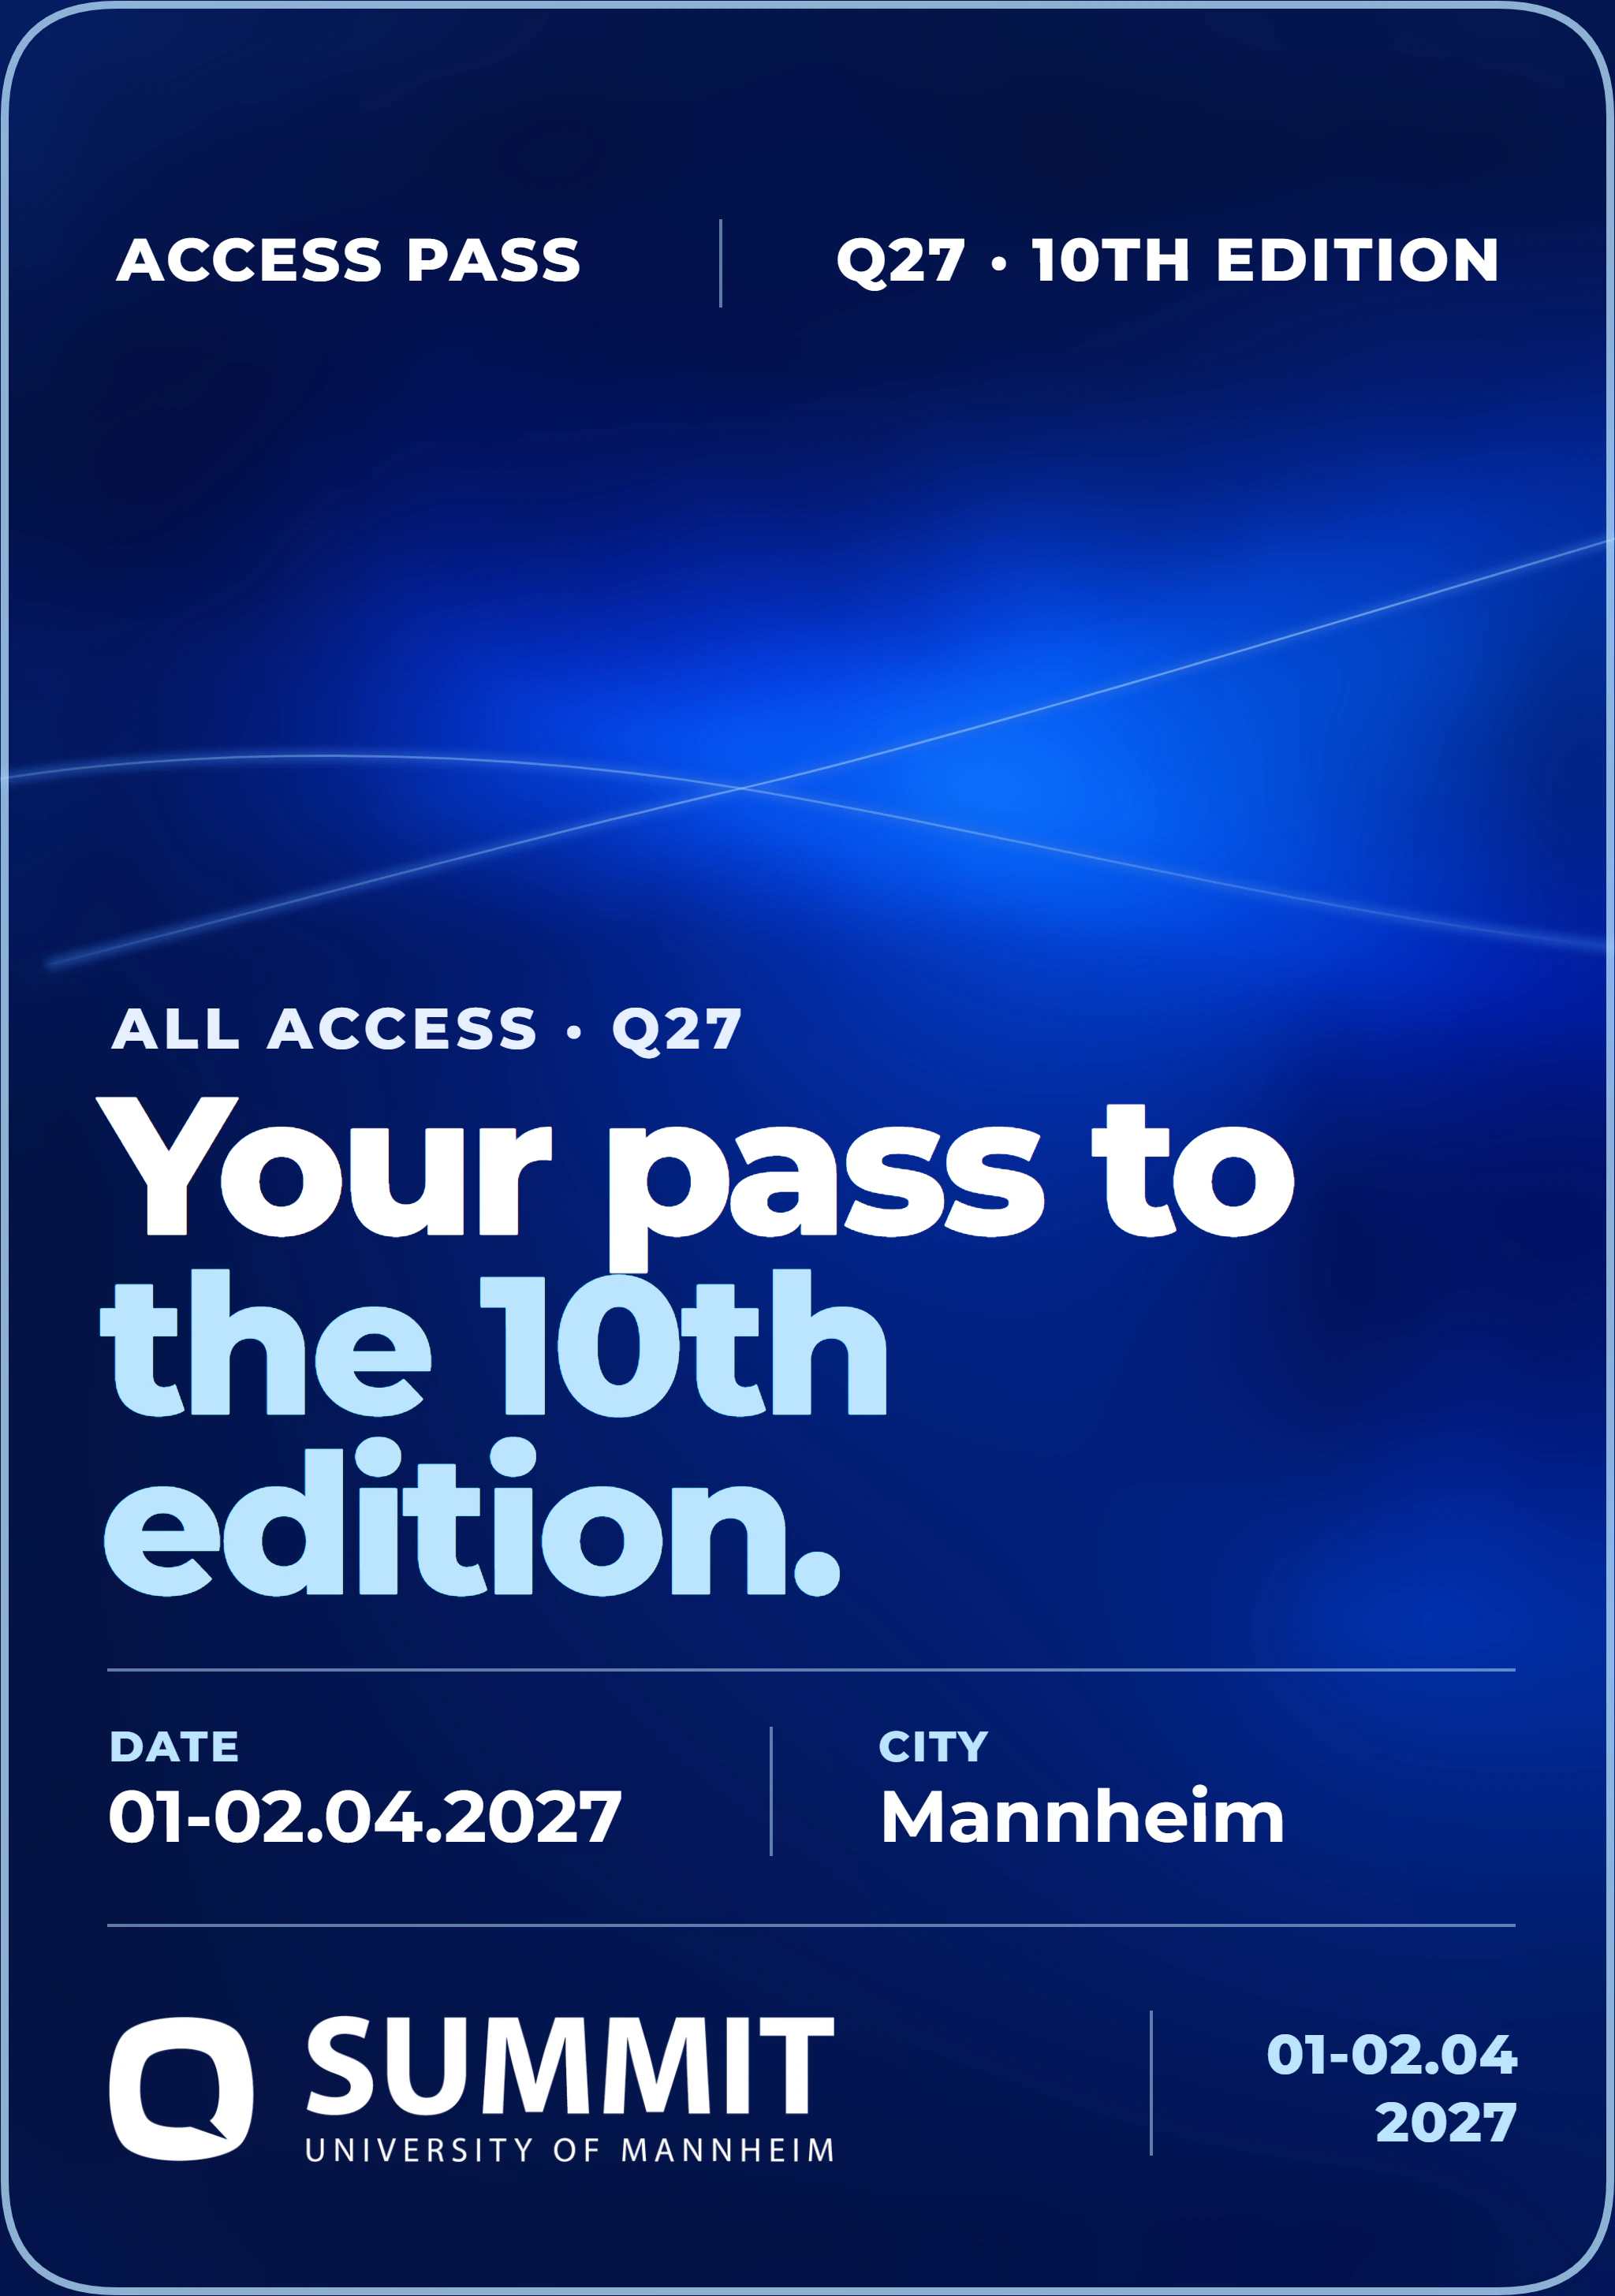 ACCESS PASS
Q27 · 10TH EDITION
ALL ACCESS · Q27
Your pass to
the 10th
edition.
DATE
01-02.04.2027
CITY
Mannheim
Q SUMMIT
UNIVERSITY OF MANNHEIM
01-02.04
2027